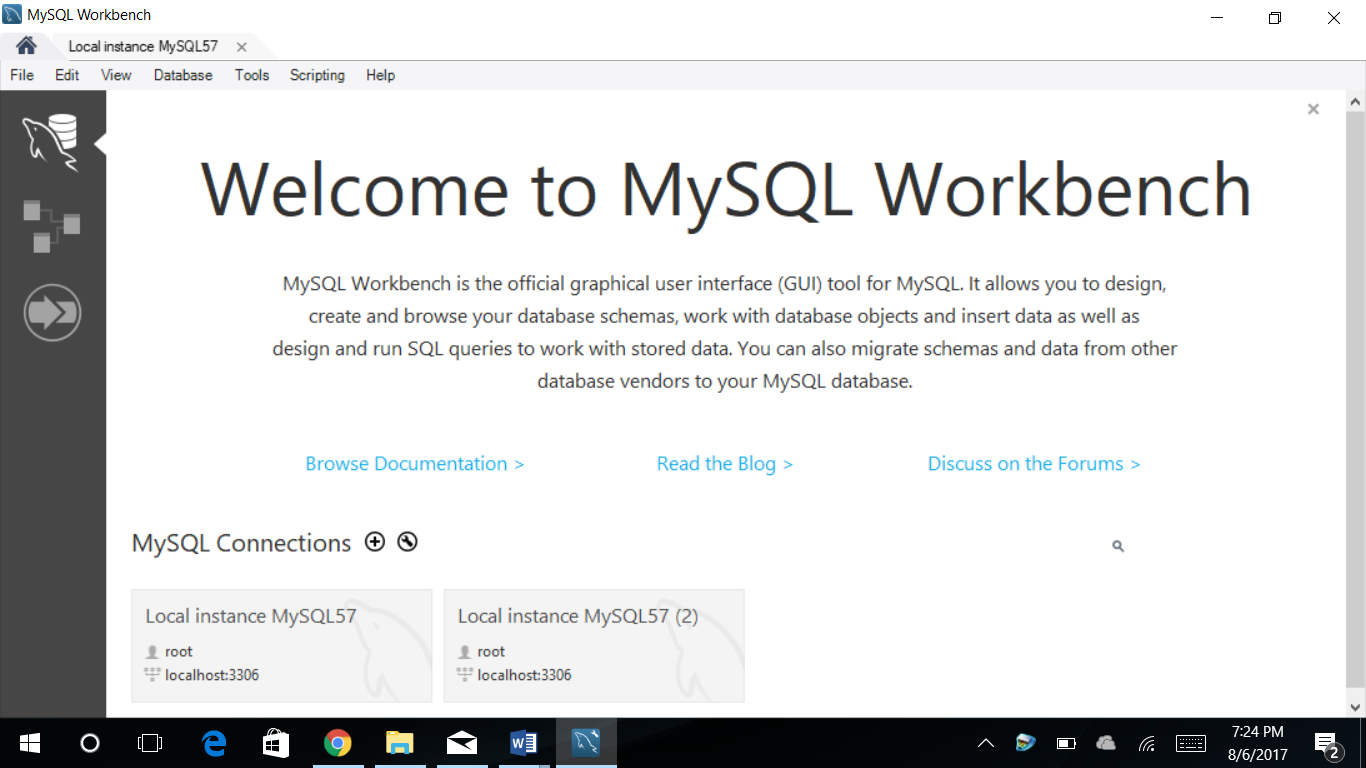 MySQL Workbench
Local instance MySQL57
File Edit View Database Tools Scripting Help
Welcome to MySQL Workbench
MySQL Workbench is the official graphical user interface (GUI) tool for MySQL. It allows you to design,
create and browse your database schemas, work with database objects and insert data as well as
design and run SQL queries to work with stored data. You can also migrate schemas and data from other
database vendors to your MySQL database.
Browse Documentation > Read the Blog > Discuss on the Forums >
MySQL Connections
Local instance MySQL57
root
localhost:3306
Local instance MySQL57 (2)
root
localhost:3306
7:24 PM
8/6/2017
2